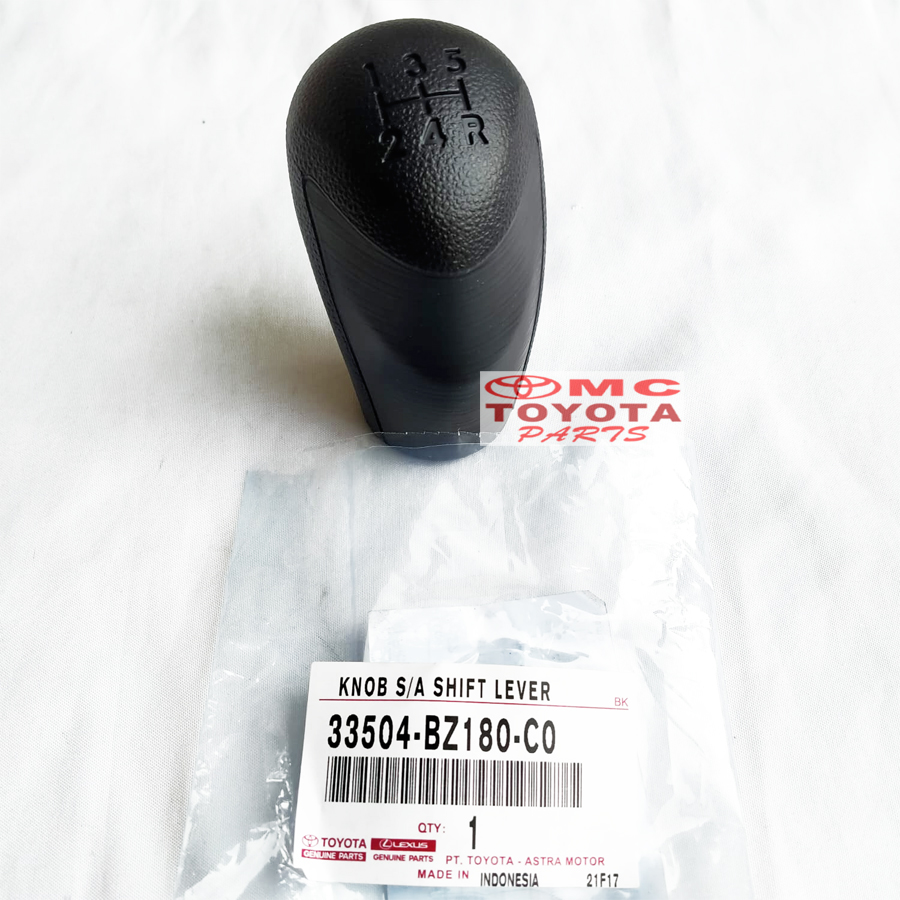 1 3 5
2 4 R
MC
TOYOTA
PARTS
KNOB S/A SHIFT LEVER
BK
33504-BZ180-C0
QTY: 1
TOYOTA LEXUS
GENUINE PARTS GENUINE PARTS PT. TOYOTA - ASTRA MOTOR
MADE IN INDONESIA 21F17